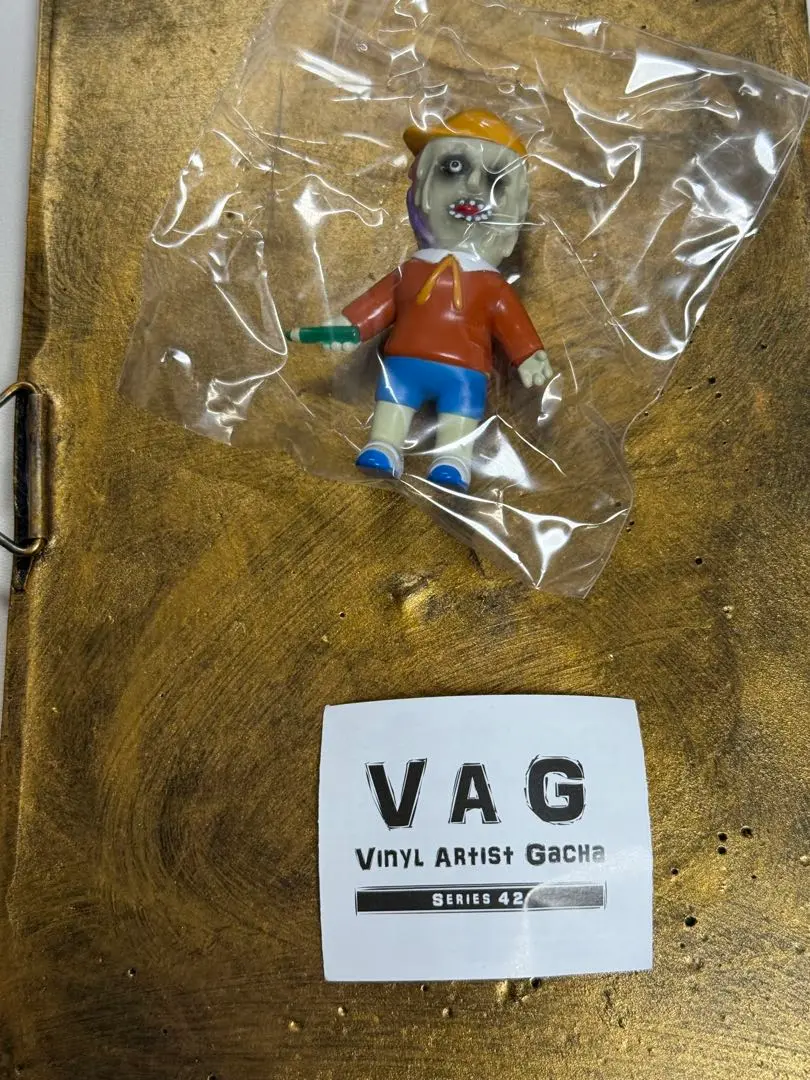 VAG
Vinyl Artist Gacha
Series 42